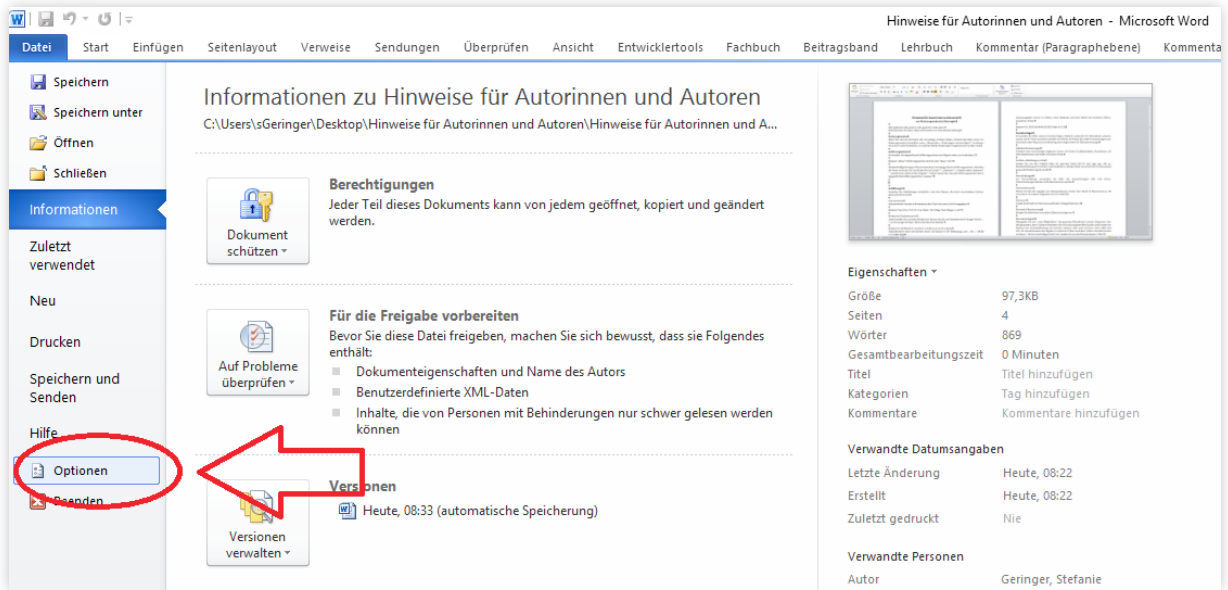 Hinweise für Autorinnen und Autoren - Microsoft Word
Datei Start Einfügen Seitenlayout Verweise Sendungen Überprüfen Ansicht Entwicklertools Fachbuch Beitragsband Lehrbuch Kommentar (Paragraphebene) Kommenta
Speichern
Speichern unter
Öffnen
Schließen
Informationen
Zuletzt
verwendet
Neu
Drucken
Speichern und
Senden
Hilfe
Optionen
Beenden
Informationen zu Hinweise für Autorinnen und Autoren
C:\Users\sGeringer\Desktop\Hinweise für Autorinnen und Autoren\Hinweise für Autorinnen und A...
Dokument
schützen
Berechtigungen
Jeder Teil dieses Dokuments kann von jedem geöffnet, kopiert und geändert
werden.
Auf Probleme
überprüfen
Für die Freigabe vorbereiten
Bevor Sie diese Datei freigeben, machen Sie sich bewusst, dass sie Folgendes
enthält:
Dokumenteigenschaften und Name des Autors
Benutzerdefinierte XML-Daten
Inhalte, die von Personen mit Behinderungen nur schwer gelesen werden
können
Versionen
verwalten
Versionen
Heute, 08:33 (automatische Speicherung)
Eigenschaften
Größe 97,3KB
Seiten 4
Wörter 869
Gesamtbearbeitungszeit 0 Minuten
Titel Titel hinzufügen
Kategorien Tag hinzufügen
Kommentare Kommentare hinzufügen
Verwandte Datumsangaben
Letzte Änderung Heute, 08:22
Erstellt Heute, 08:22
Zuletzt gedruckt Nie
Verwandte Personen
Autor Geringer, Stefanie